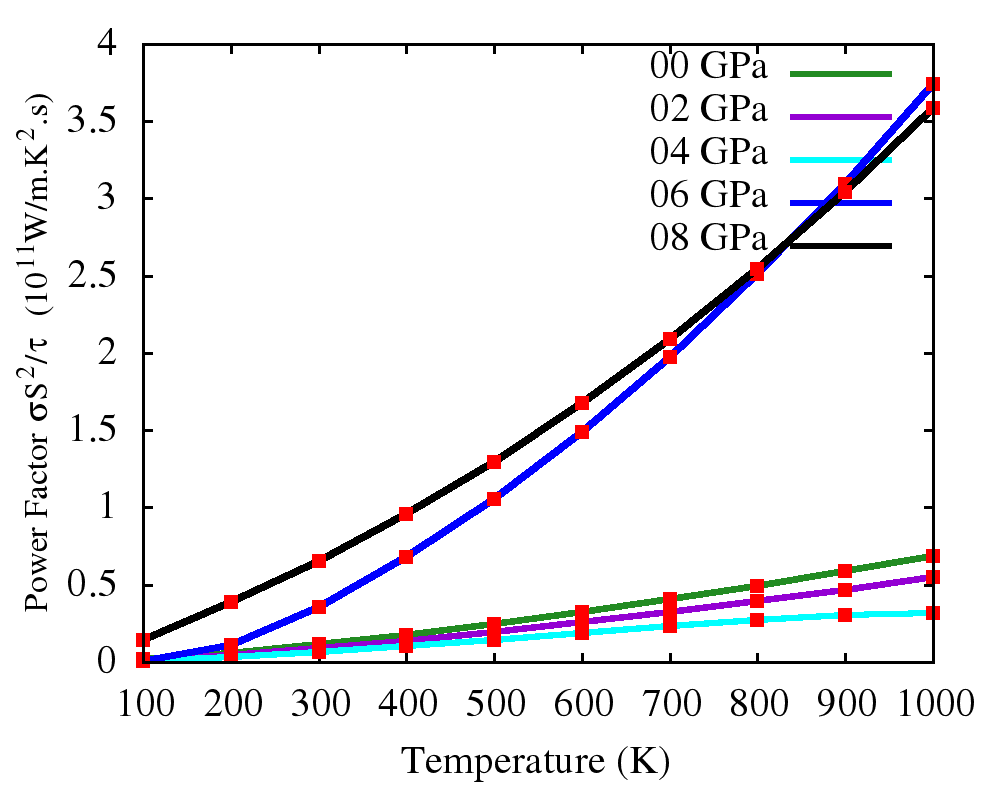 4
3.5
3
2.5
2
1.5
1
0.5
0
Power Factor σS²/τ (10¹¹W/m.K².s)
00 GPa
02 GPa
04 GPa
06 GPa
08 GPa
100 200 300 400 500 600 700 800 900 1000
Temperature (K)